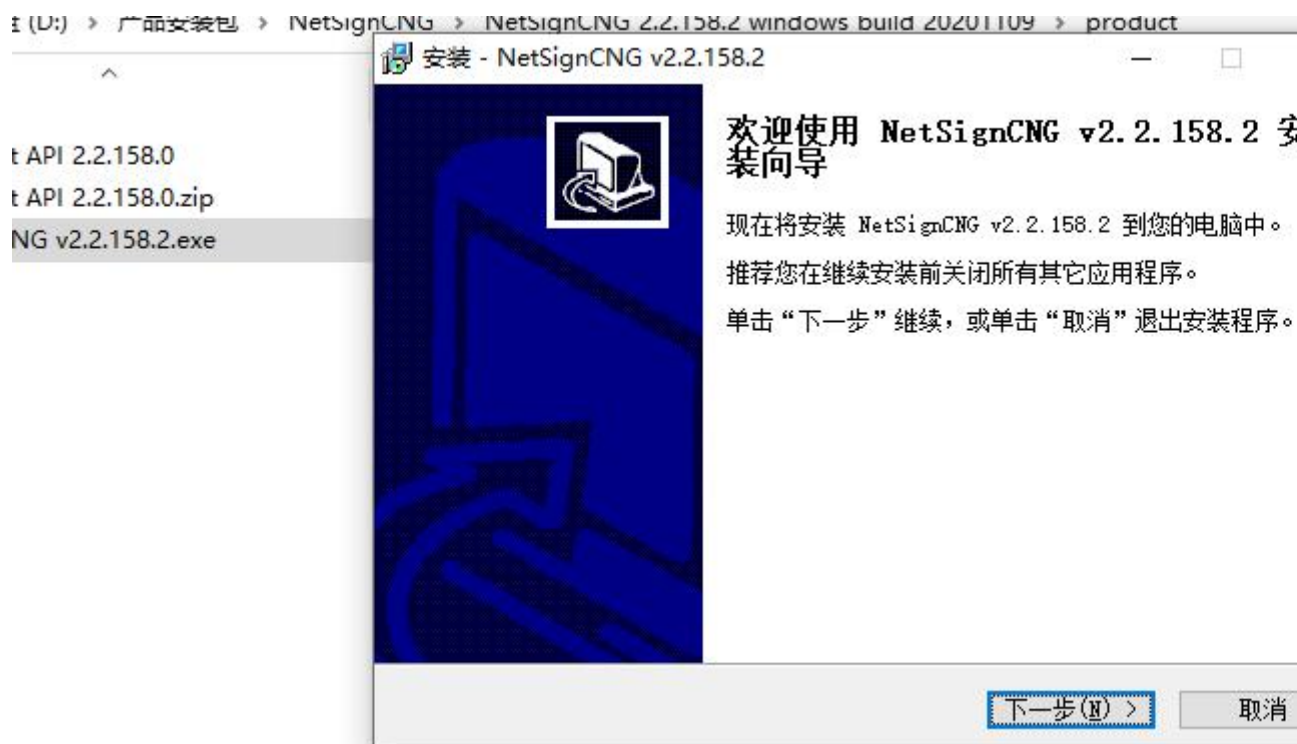 (D:) > 产品安装包 > NetSignCNG > NetSignCNG 2.2.158.2 windows build 20201109 > product
安装 - NetSignCNG v2.2.158.2
t API 2.2.158.0
t API 2.2.158.0.zip
NG v2.2.158.2.exe
欢迎使用 NetSignCNG v2.2.158.2 安
装向导
现在将安装 NetSignCNG v2.2.158.2 到您的电脑中。
推荐您在继续安装前关闭所有其它应用程序。
单击“下一步”继续，或单击“取消”退出安装程序。
下一步(N) >
取消